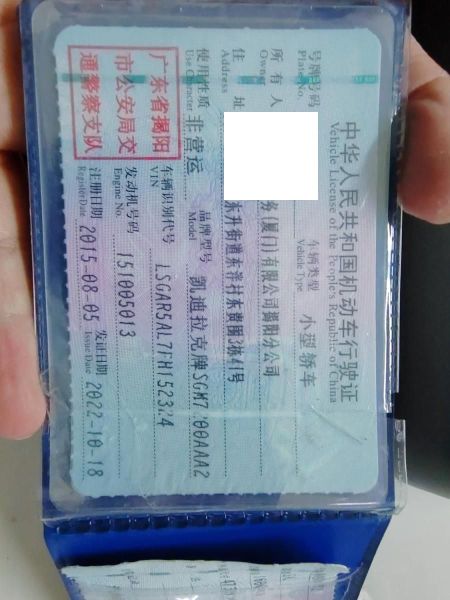 中华人民共和国机动车行驶证
Vehicle License of the People's Republic of China
号牌号码
Plate No.
车辆类型 小型轿车
Vehicle Type
所有人 务(厦门)有限公司揭阳分公司
Owner
住址 东升街道东泮村东寮围3栋41号
Address
使用性质 非营运 品牌型号 凯迪拉克牌SGM7200AAA2
Use Character Model
广东省揭阳
市公安局交
通警察支队
车辆识别代号
VIN
发动机号码 151005013
Engine No.
注册日期 2015-08-05 发证日期 2022-10-18
Register Date Issue Date